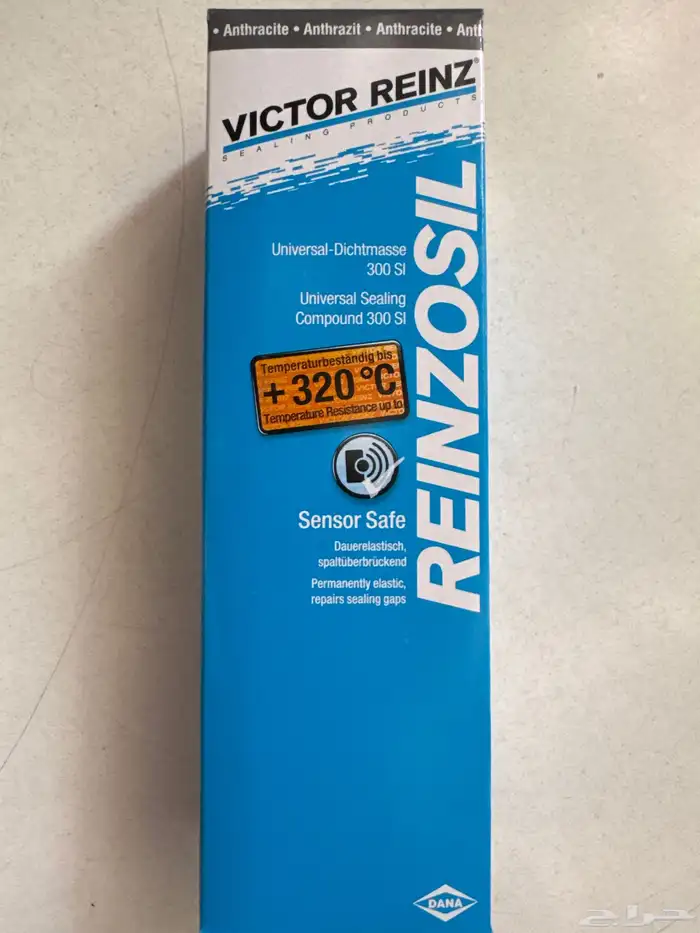 • Anthracite • Anthrazit • Anthracite • Ant
VICTOR REINZ®
SEALING PRODUCTS
REINZOSIL
Universal-Dichtmasse
300 SI
Universal Sealing
Compound 300 SI
Temperaturbeständig bis:
+ 320 °C
Temperature Resistance up to
Sensor Safe
Dauerelastisch,
spaltüberbrückend
Permanently elastic,
repairs sealing gaps
DANA
حراج